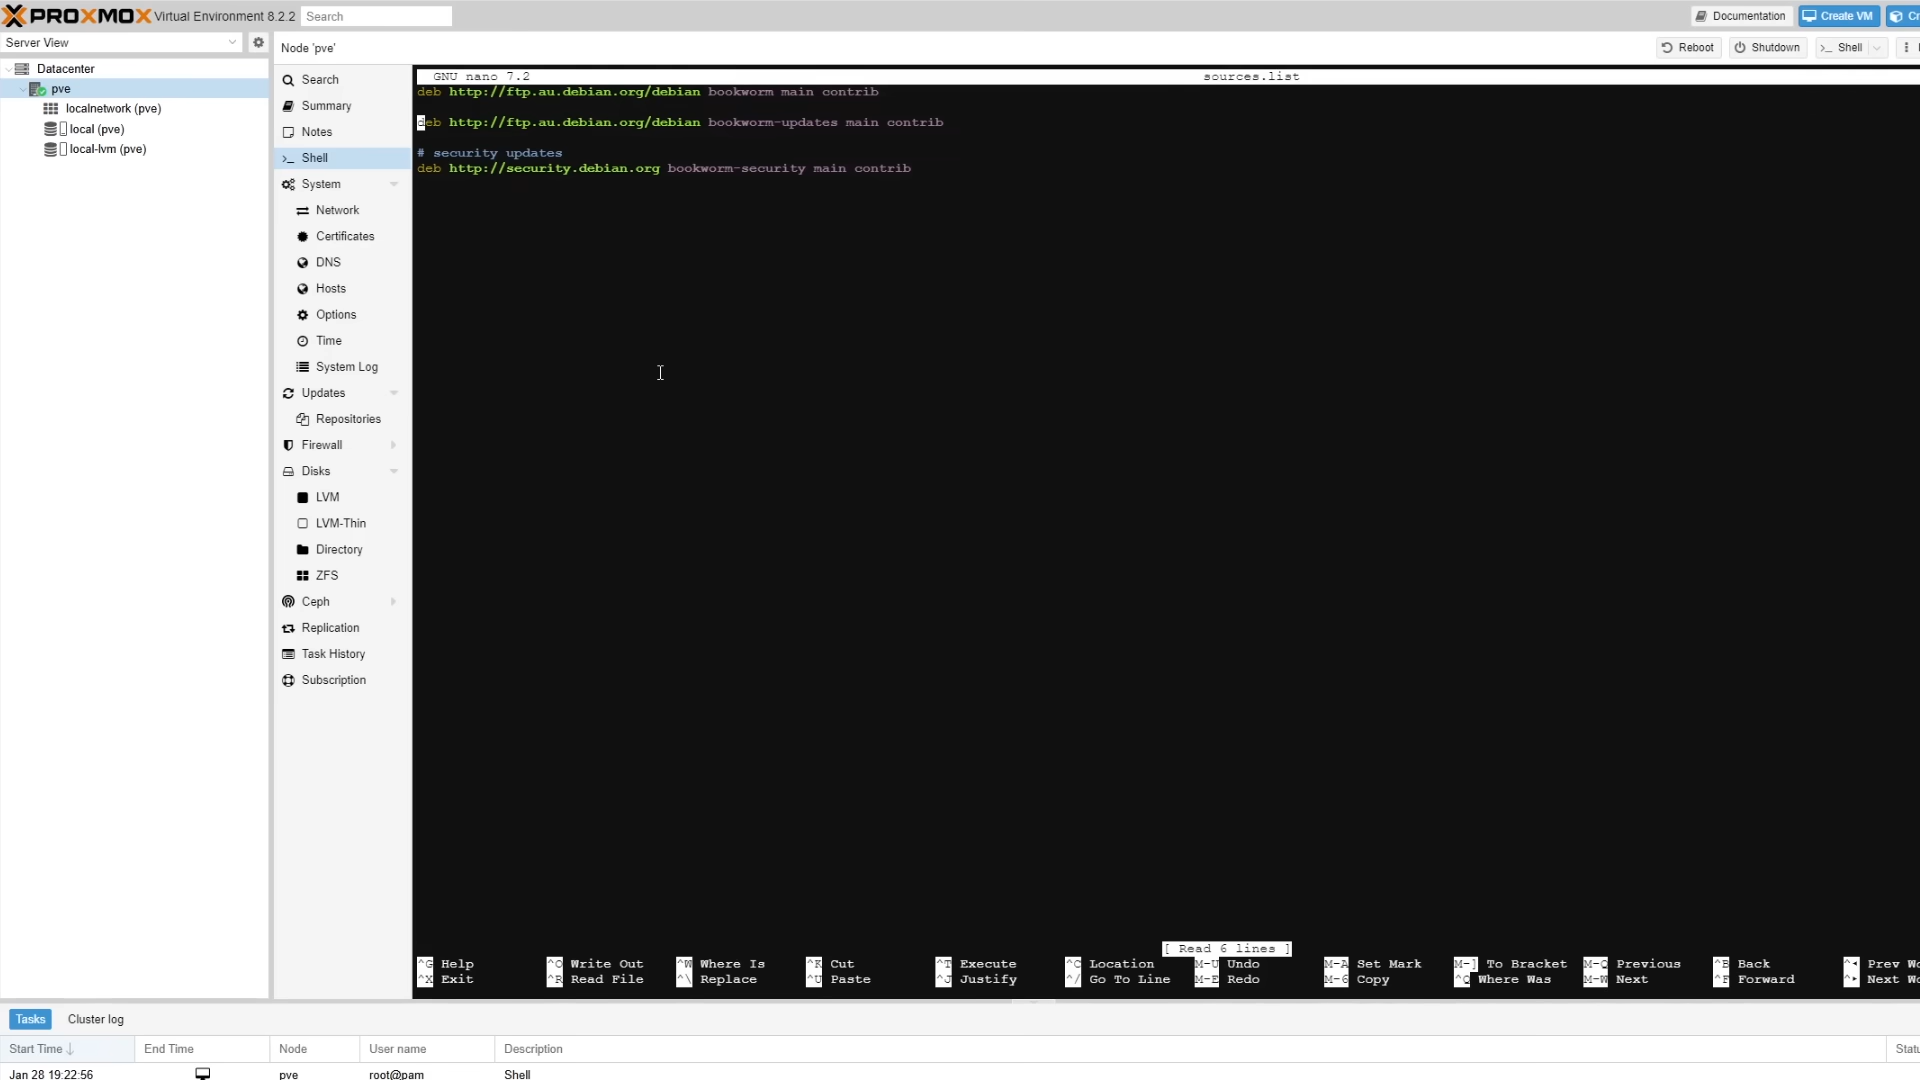 PROXMOX Virtual Environment 8.2.2 Search Documentation Create VM Cr
Server View
Node 'pve' Reboot Shutdown >_ Shell
Datacenter
pve
localnetwork (pve)
local (pve)
local-lvm (pve)
Search
Summary
Notes
>_ Shell
System
Network
Certificates
DNS
Hosts
Options
Time
System Log
Updates
Repositories
Firewall
Disks
LVM
LVM-Thin
Directory
ZFS
Ceph
Replication
Task History
Subscription
GNU nano 7.2 sources.list
deb http://ftp.au.debian.org/debian bookworm main contrib
deb http://ftp.au.debian.org/debian bookworm-updates main contrib
# security updates
deb http://security.debian.org bookworm-security main contrib
[ Read 6 lines ]
^G Help ^O Write Out ^W Where Is ^K Cut ^T Execute ^C Location M-U Undo M-A Set Mark M-] To Bracket M-Q Previous ^B Back ^◂ Prev Wo
^X Exit ^R Read File ^\ Replace ^U Paste ^J Justify ^/ Go To Line M-E Redo M-6 Copy ^Q Where Was M-W Next ^F Forward ^▸ Next Wo
Tasks Cluster log
Start Time ↓ End Time Node User name Description Statu
Jan 28 19:22:56 pve root@pam Shell